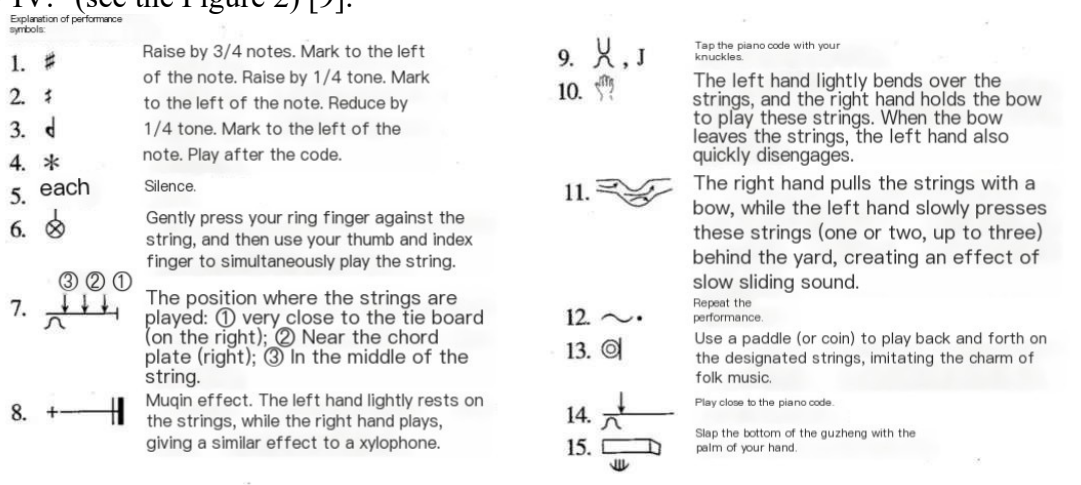 IV. (see the Figure 2) [9].
Explanation of performance
symbols:
1.
2.
3.
4.
Raise by 3/4 notes. Mark to the left
of the note. Raise by 1/4 tone. Mark
to the left of the note. Reduce by
1/4 tone. Mark to the left of the
note. Play after the code.
5. each Silence.
6. Gently press your ring finger against the
string, and then use your thumb and index
finger to simultaneously play the string.
③ ② ①
7. The position where the strings are
played: ① very close to the tie board
(on the right); ② Near the chord
plate (right); ③ In the middle of the
string.
8. Muqin effect. The left hand lightly rests on
the strings, while the right hand plays,
giving a similar effect to a xylophone.
9. , J Tap the piano code with your
knuckles.
10. The left hand lightly bends over the
strings, and the right hand holds the bow
to play these strings. When the bow
leaves the strings, the left hand also
quickly disengages.
11. The right hand pulls the strings with a
bow, while the left hand slowly presses
these strings (one or two, up to three)
behind the yard, creating an effect of
slow sliding sound.
12. Repeat the
performance.
13. Use a paddle (or coin) to play back and forth on
the designated strings, imitating the charm of
folk music.
14. Play close to the piano code.
15. Slap the bottom of the guzheng with the
palm of your hand.